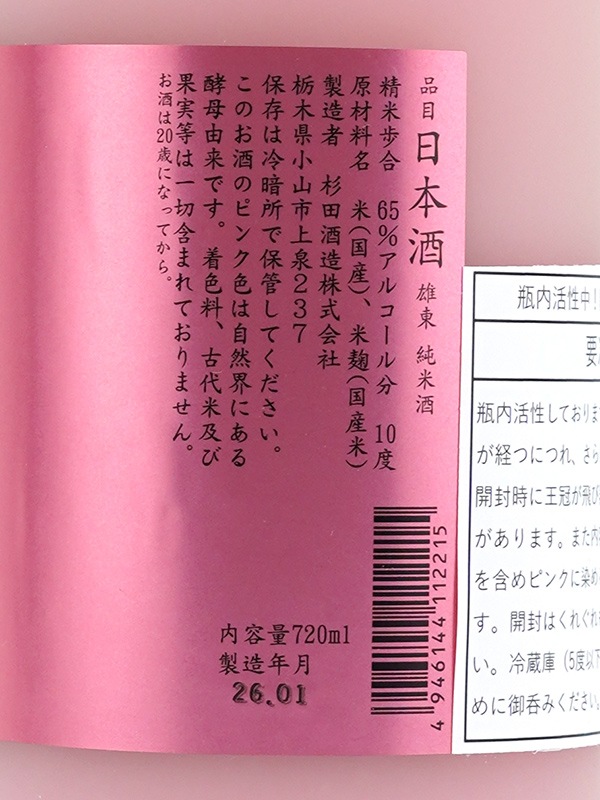 品目 日本酒 雄東 純米酒
精米歩合 65%アルコール分 10度
原材料名 米(国産)、米麹(国産米)
製造者 杉田酒造株式会社
栃木県小山市上泉237
保存は冷暗所で保管してください。
このお酒のピンク色は自然界にある
酵母由来です。着色料、古代米及び
果実等は一切含まれておりません。
お酒は20歳になってから。
内容量720ml
製造年月
26.01
4946144112215
瓶内活性中!
要
瓶内活性しておりま
が経つにつれ、さら
開封時に王冠が飛び
があります。また内
を含めピンクに染め
す。開封はくれぐれ
い。冷蔵庫(5度以下
めに御呑みください。